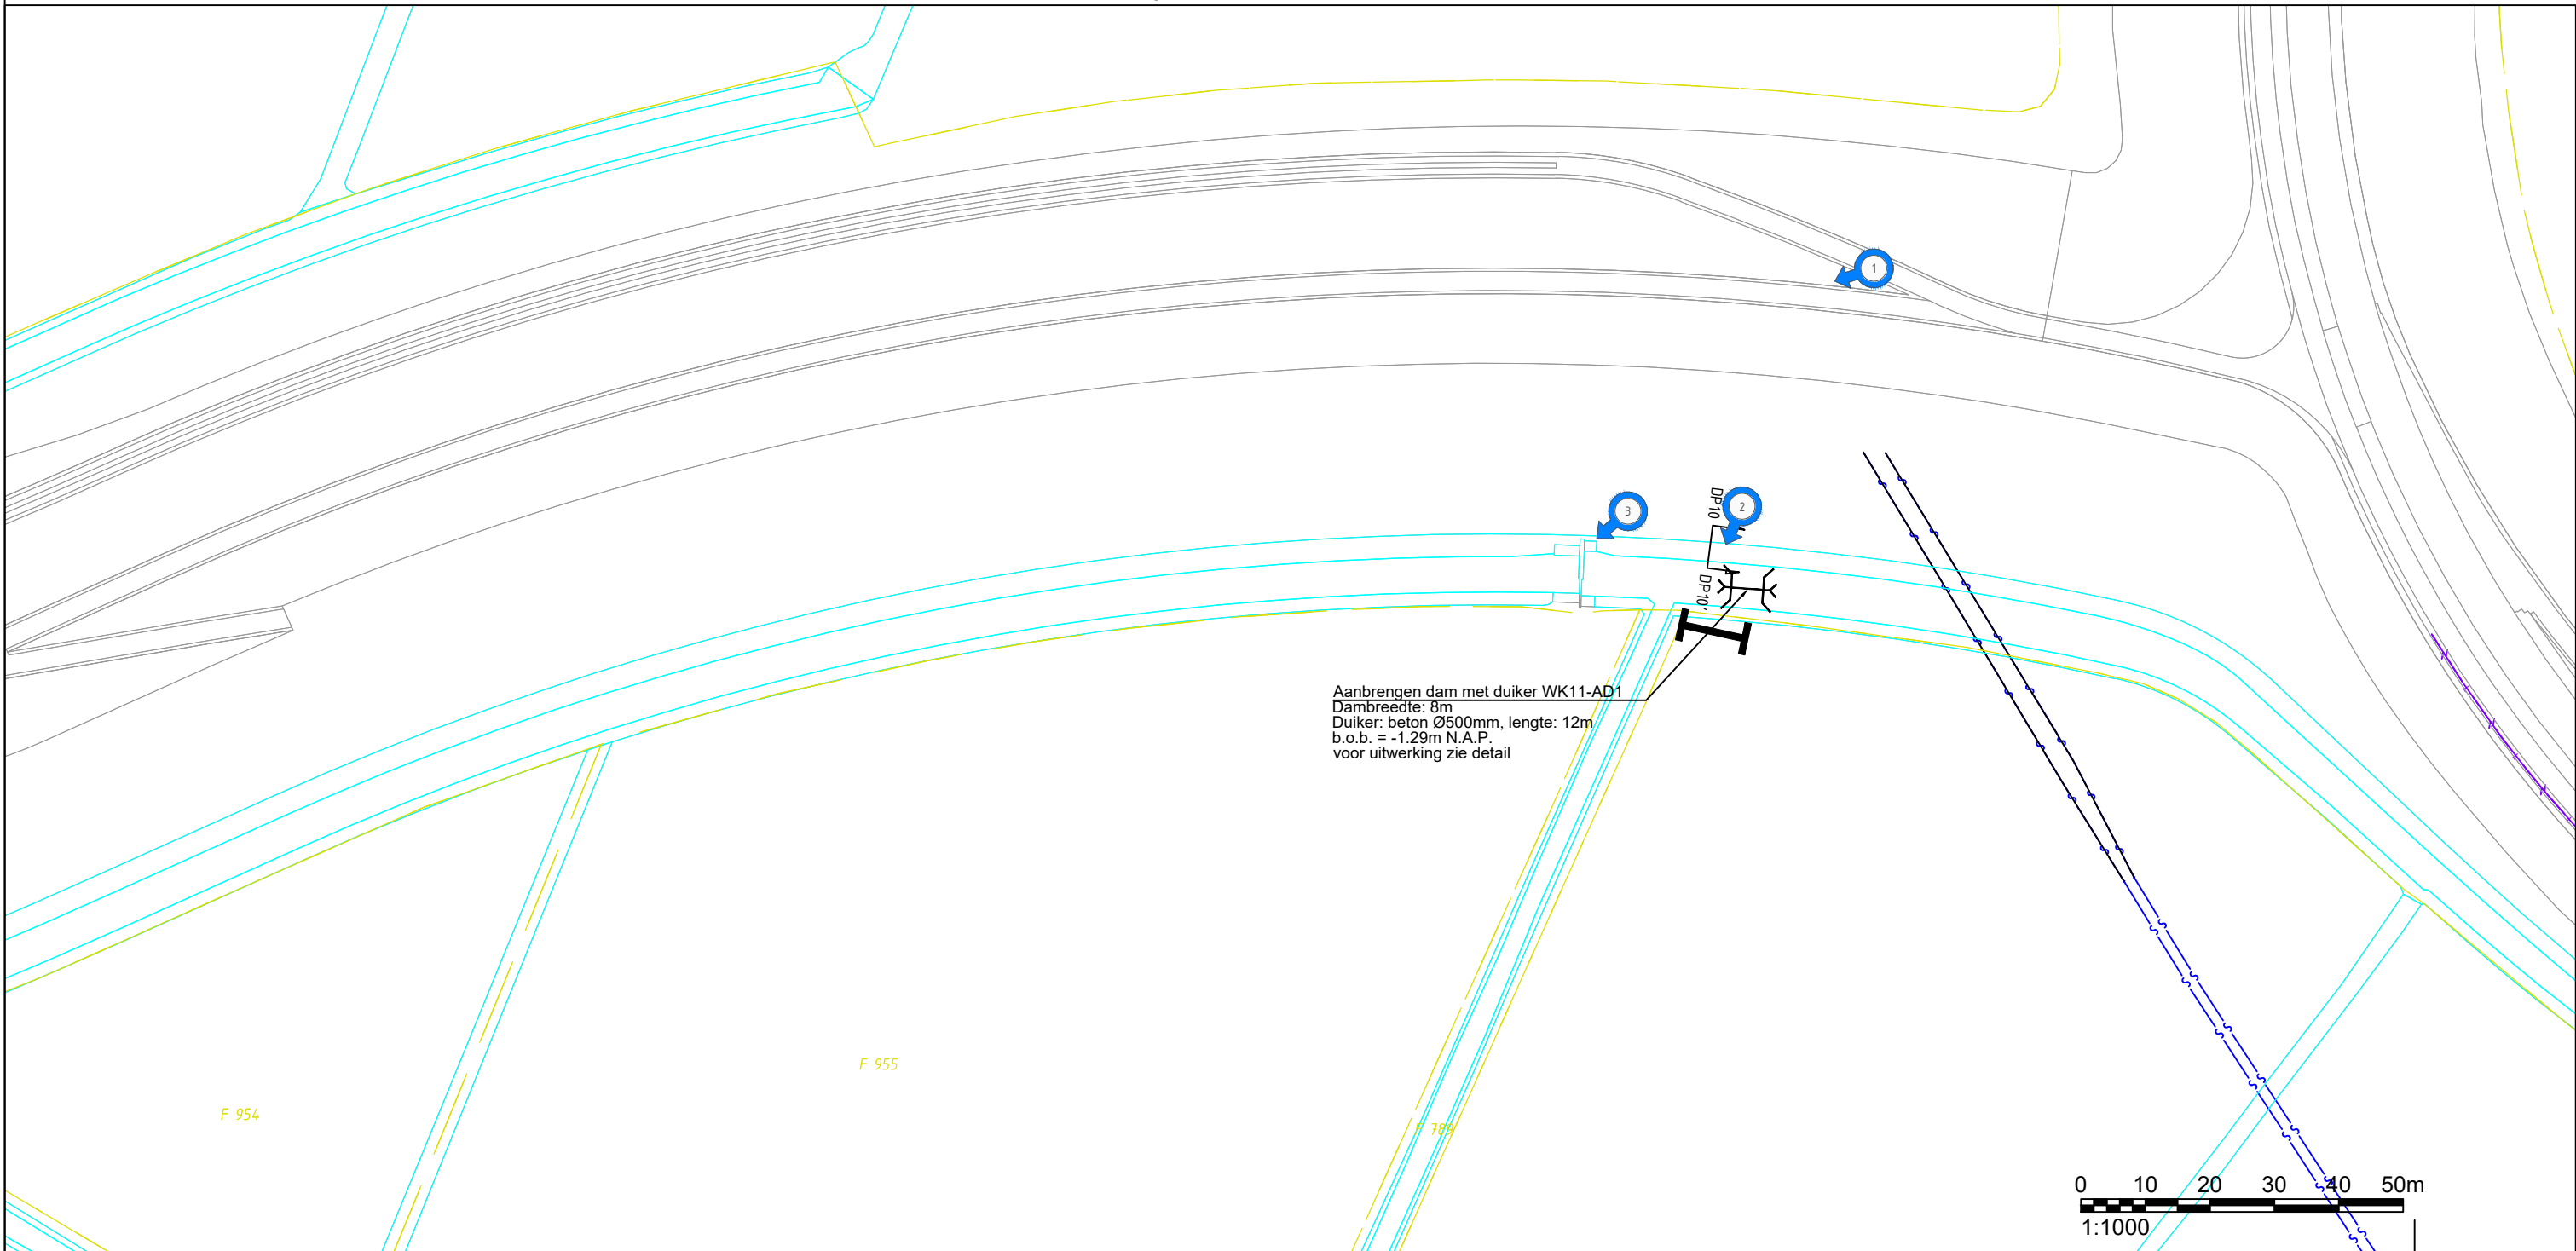 1
DP10
2
3
DP10'
Aanbrengen dam met duiker WK11-AD1
Dambreedte: 8m
Duiker: beton Ø500mm, lengte: 12m
b.o.b. = -1.29m N.A.P.
voor uitwerking zie detail
F 955
F 954
F 789
0 10 20 30 40 50m
1:1000